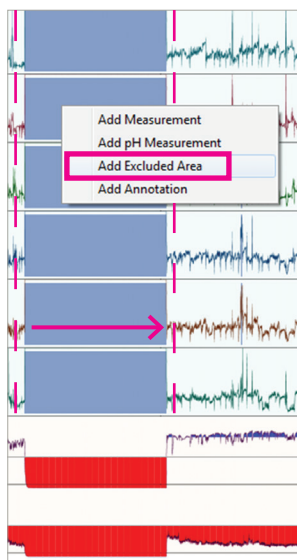 Add Measurement
Add pH Measurement
Add Excluded Area
Add Annotation